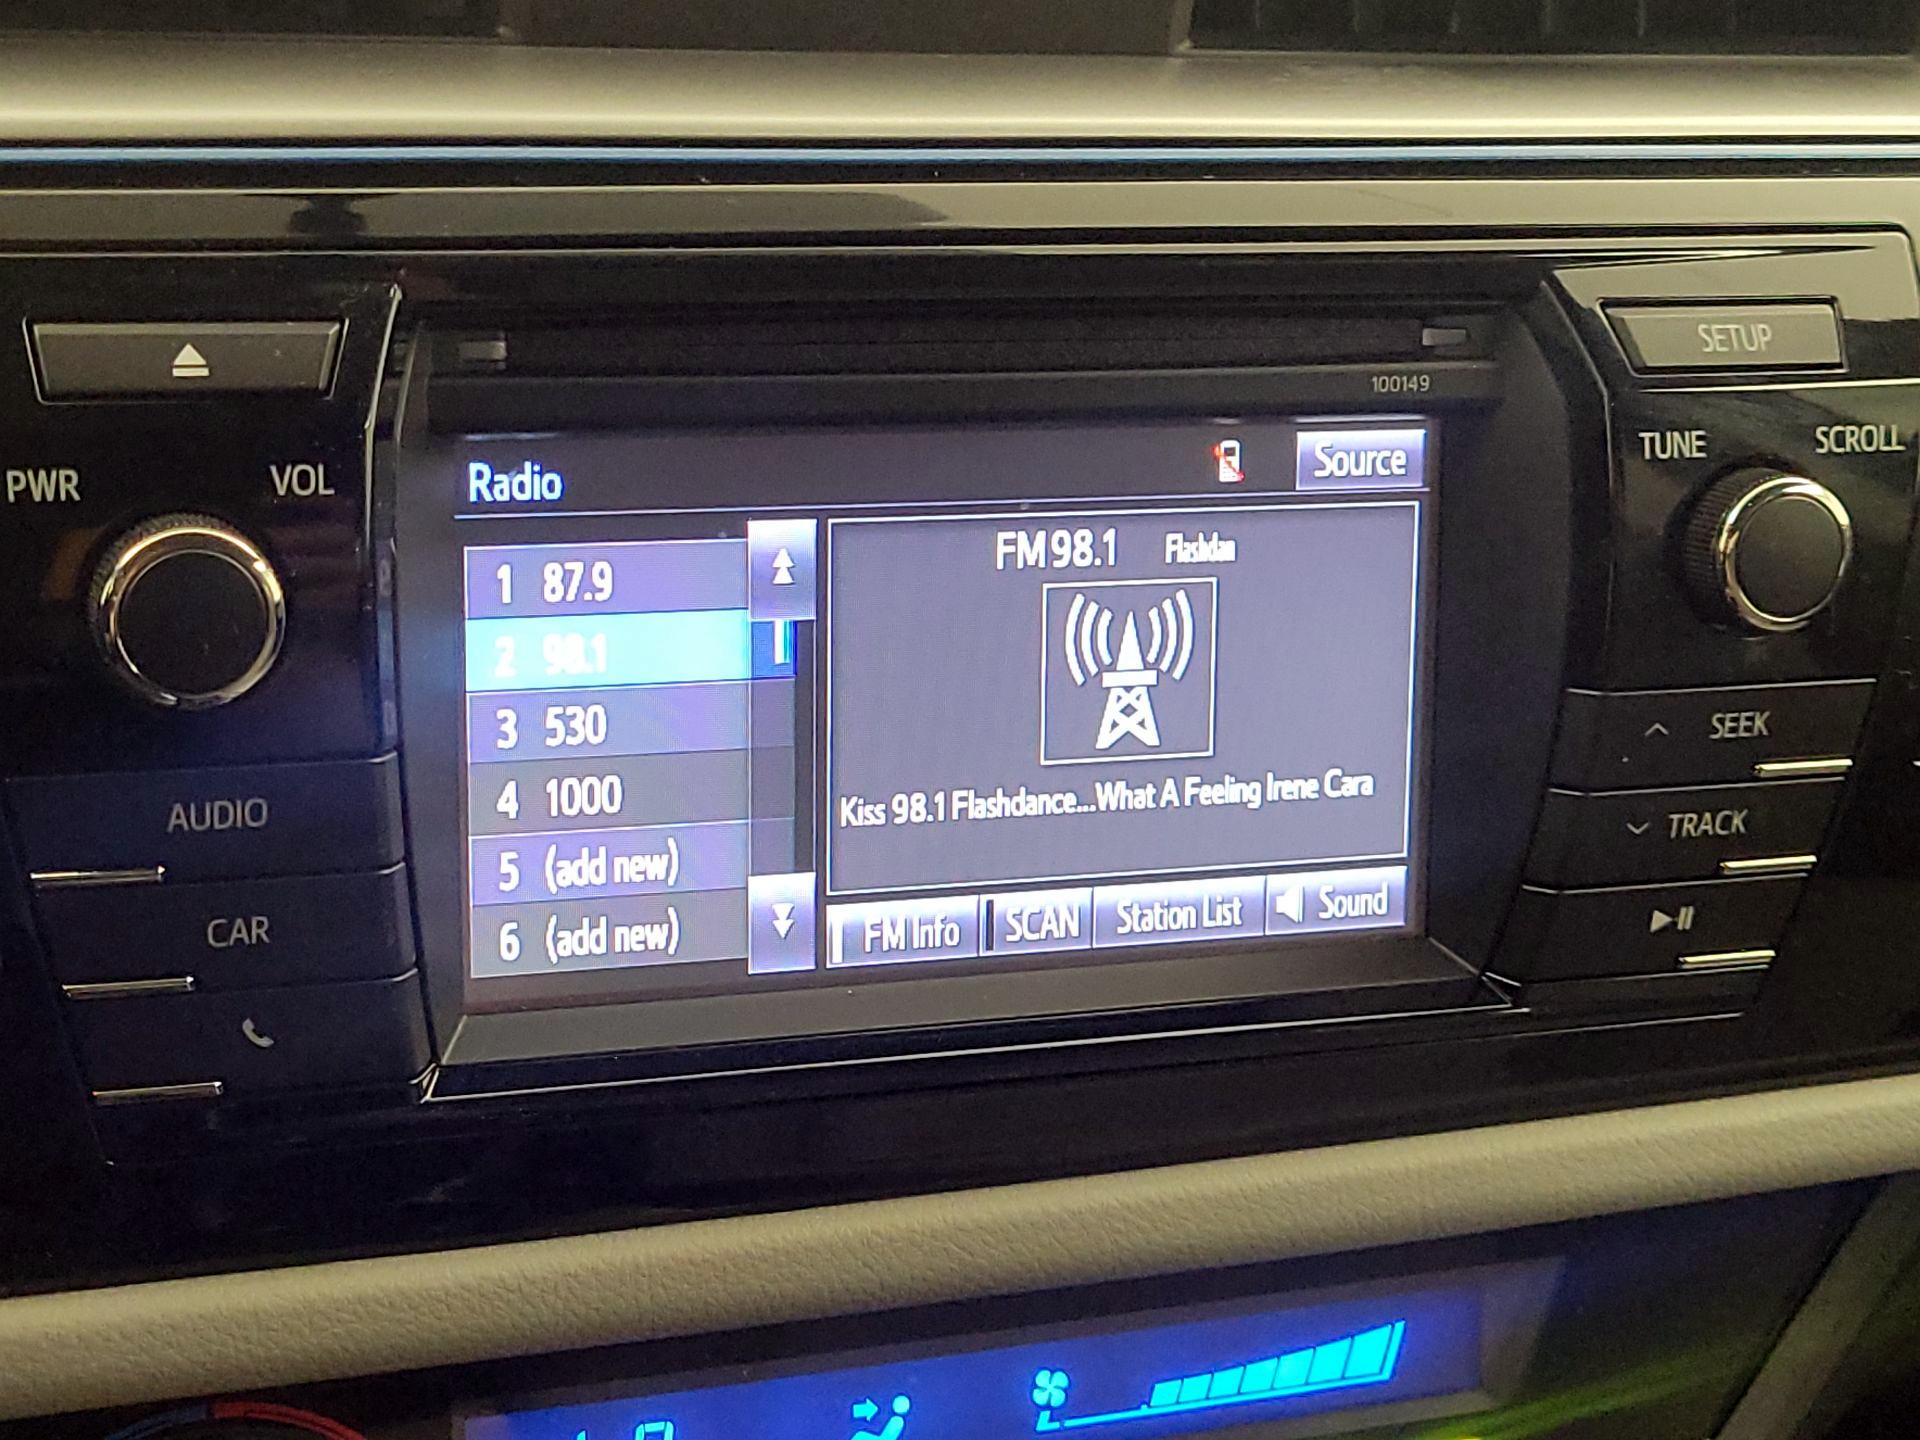 100149
SETUP
PWR VOL
TUNE SCROLL
Radio
Source
1 87.9
2 98.1
3 530
4 1000
5 (add new)
6 (add new)
FM 98.1 Flashdan
Kiss 98.1 Flashdance...What A Feeling Irene Cara
FM Info
SCAN
Station List
Sound
AUDIO
CAR
SEEK
TRACK